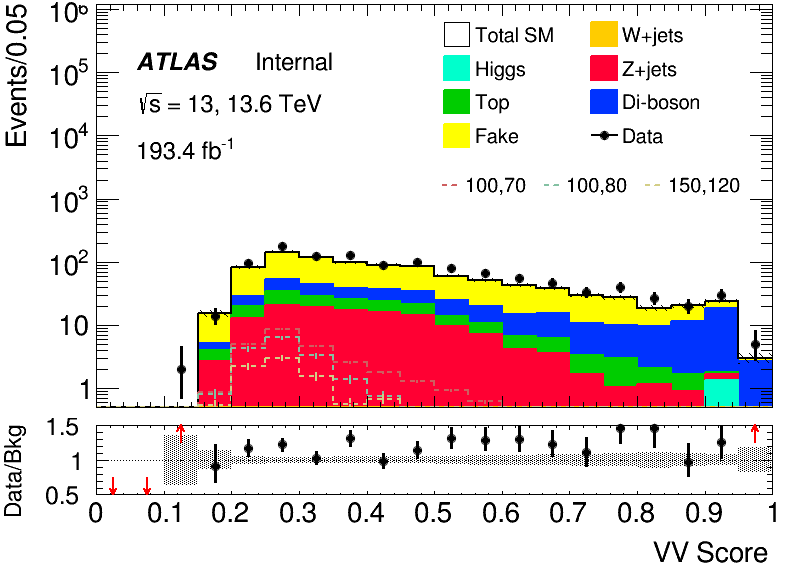 Events/0.05
10⁶
10⁵
10⁴
10³
10²
10
1
ATLAS Internal
√s = 13, 13.6 TeV
193.4 fb⁻¹
Total SM
W+jets
Higgs
Z+jets
Top
Di-boson
Fake
Data
100,70
100,80
150,120
Data/Bkg
1.5
1
0.5
0 0.1 0.2 0.3 0.4 0.5 0.6 0.7 0.8 0.9 1
VV Score